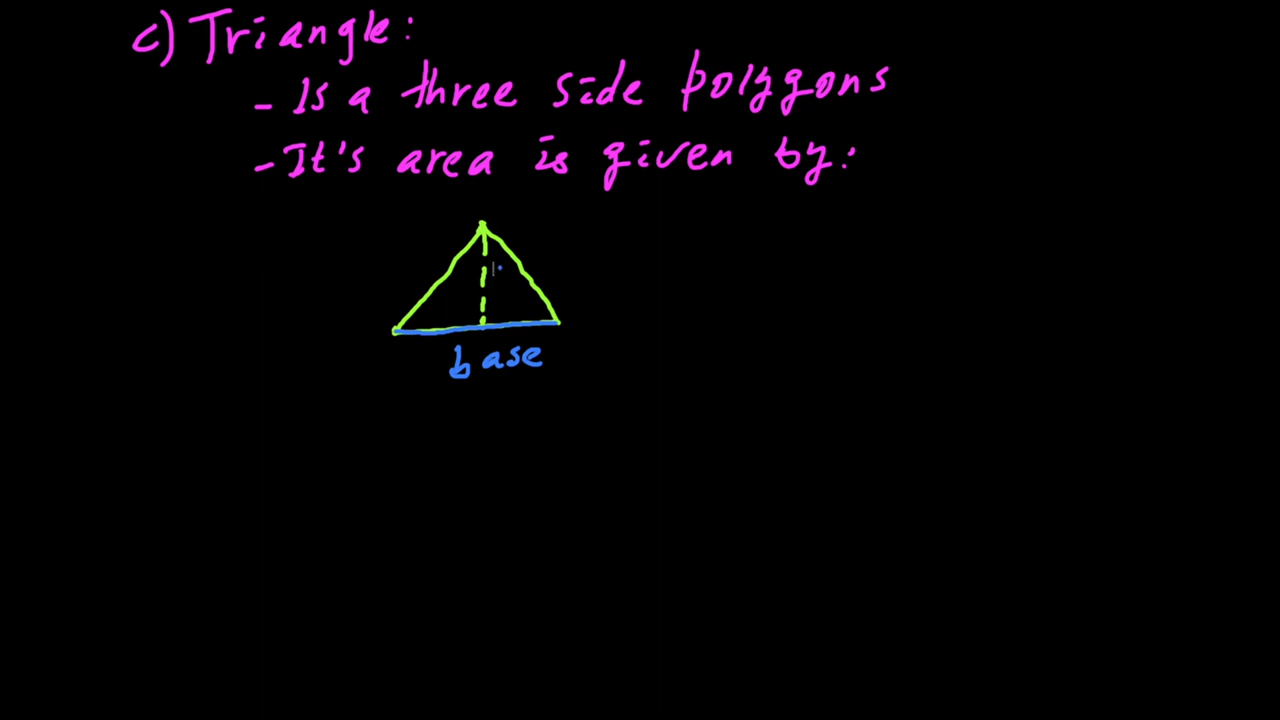 c) Triangle:
- Is a three side polygons
- It's area is given by:
base